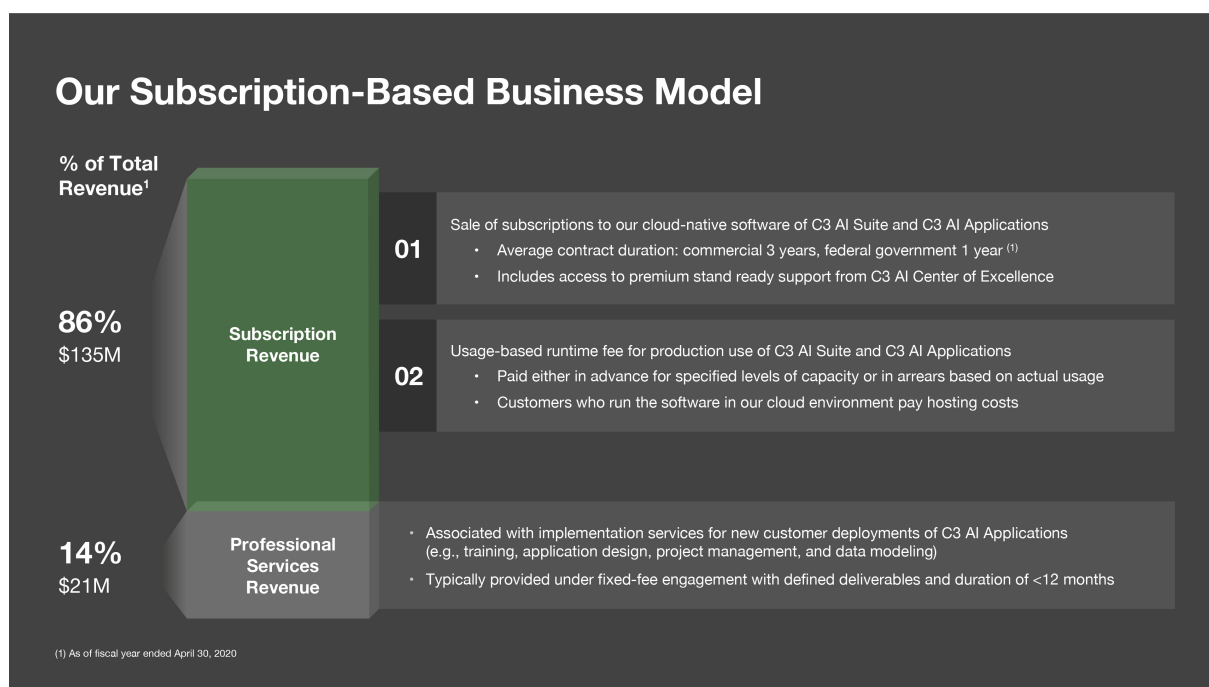 Our Subscription-Based Business Model
% of Total
Revenue¹
86%
$135M
Subscription
Revenue
01
Sale of subscriptions to our cloud-native software of C3 AI Suite and C3 AI Applications
• Average contract duration: commercial 3 years, federal government 1 year (1)
• Includes access to premium stand ready support from C3 AI Center of Excellence
02
Usage-based runtime fee for production use of C3 AI Suite and C3 AI Applications
• Paid either in advance for specified levels of capacity or in arrears based on actual usage
• Customers who run the software in our cloud environment pay hosting costs
14%
$21M
Professional
Services
Revenue
• Associated with implementation services for new customer deployments of C3 AI Applications
(e.g., training, application design, project management, and data modeling)
• Typically provided under fixed-fee engagement with defined deliverables and duration of <12 months
(1) As of fiscal year ended April 30, 2020